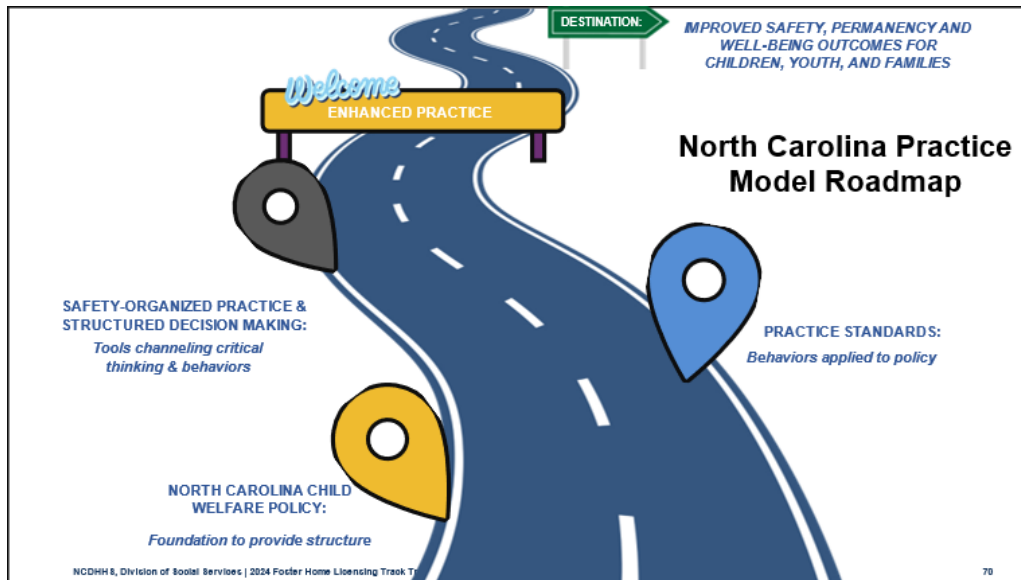 DESTINATION:
IMPROVED SAFETY, PERMANENCY AND
WELL-BEING OUTCOMES FOR
CHILDREN, YOUTH, AND FAMILIES
Welcome
ENHANCED PRACTICE
North Carolina Practice
Model Roadmap
SAFETY-ORGANIZED PRACTICE &
STRUCTURED DECISION MAKING:
Tools channeling critical
thinking & behaviors
PRACTICE STANDARDS:
Behaviors applied to policy
NORTH CAROLINA CHILD
WELFARE POLICY:
Foundation to provide structure
NCDHHS, Division of Social Services | 2024 Foster Home Licensing Track
70